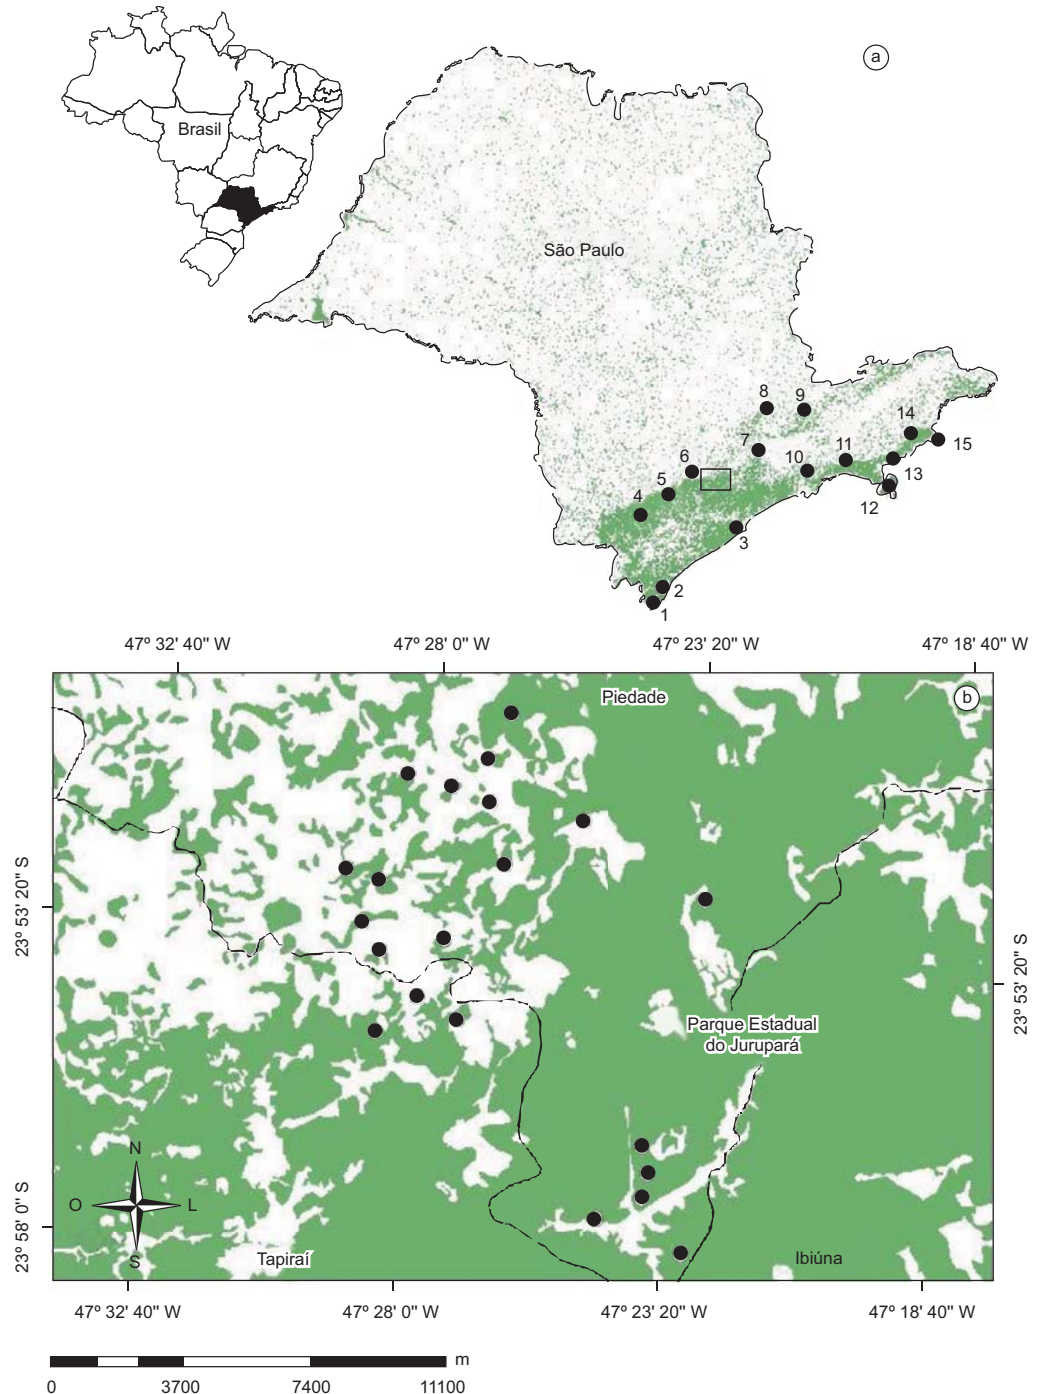 a
Brasil
São Paulo
8
9
14
7
15
11
6
10
13
5
4
12
3
2
1
47º 32' 40" W
47º 28' 0" W
47º 23' 20" W
47º 18' 40" W
Piedade
b
23º 53' 20" S
23º 53' 20" S
Parque Estadual
do Jurupará
N
O
L
S
23º 58' 0" S
Tapiraí
Ibiúna
47º 32' 40" W
47º 28' 0" W
47º 23' 20" W
47º 18' 40" W
m
0
3700
7400
11100